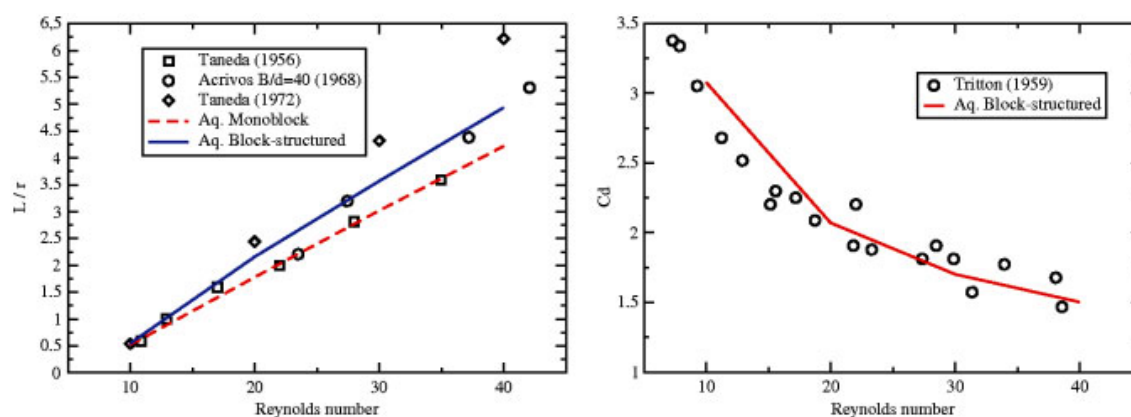 6.5
6
5.5
5
4.5
4
3.5
3
2.5
2
1.5
1
0.5
0
L / r
10
20
30
40
Reynolds number
Taneda (1956)
Acrivos B/d=40 (1968)
Taneda (1972)
Aq. Monoblock
Aq. Block-structured
3.5
3
2.5
2
1.5
1
Cd
10
20
30
40
Reynolds number
Tritton (1959)
Aq. Block-structured